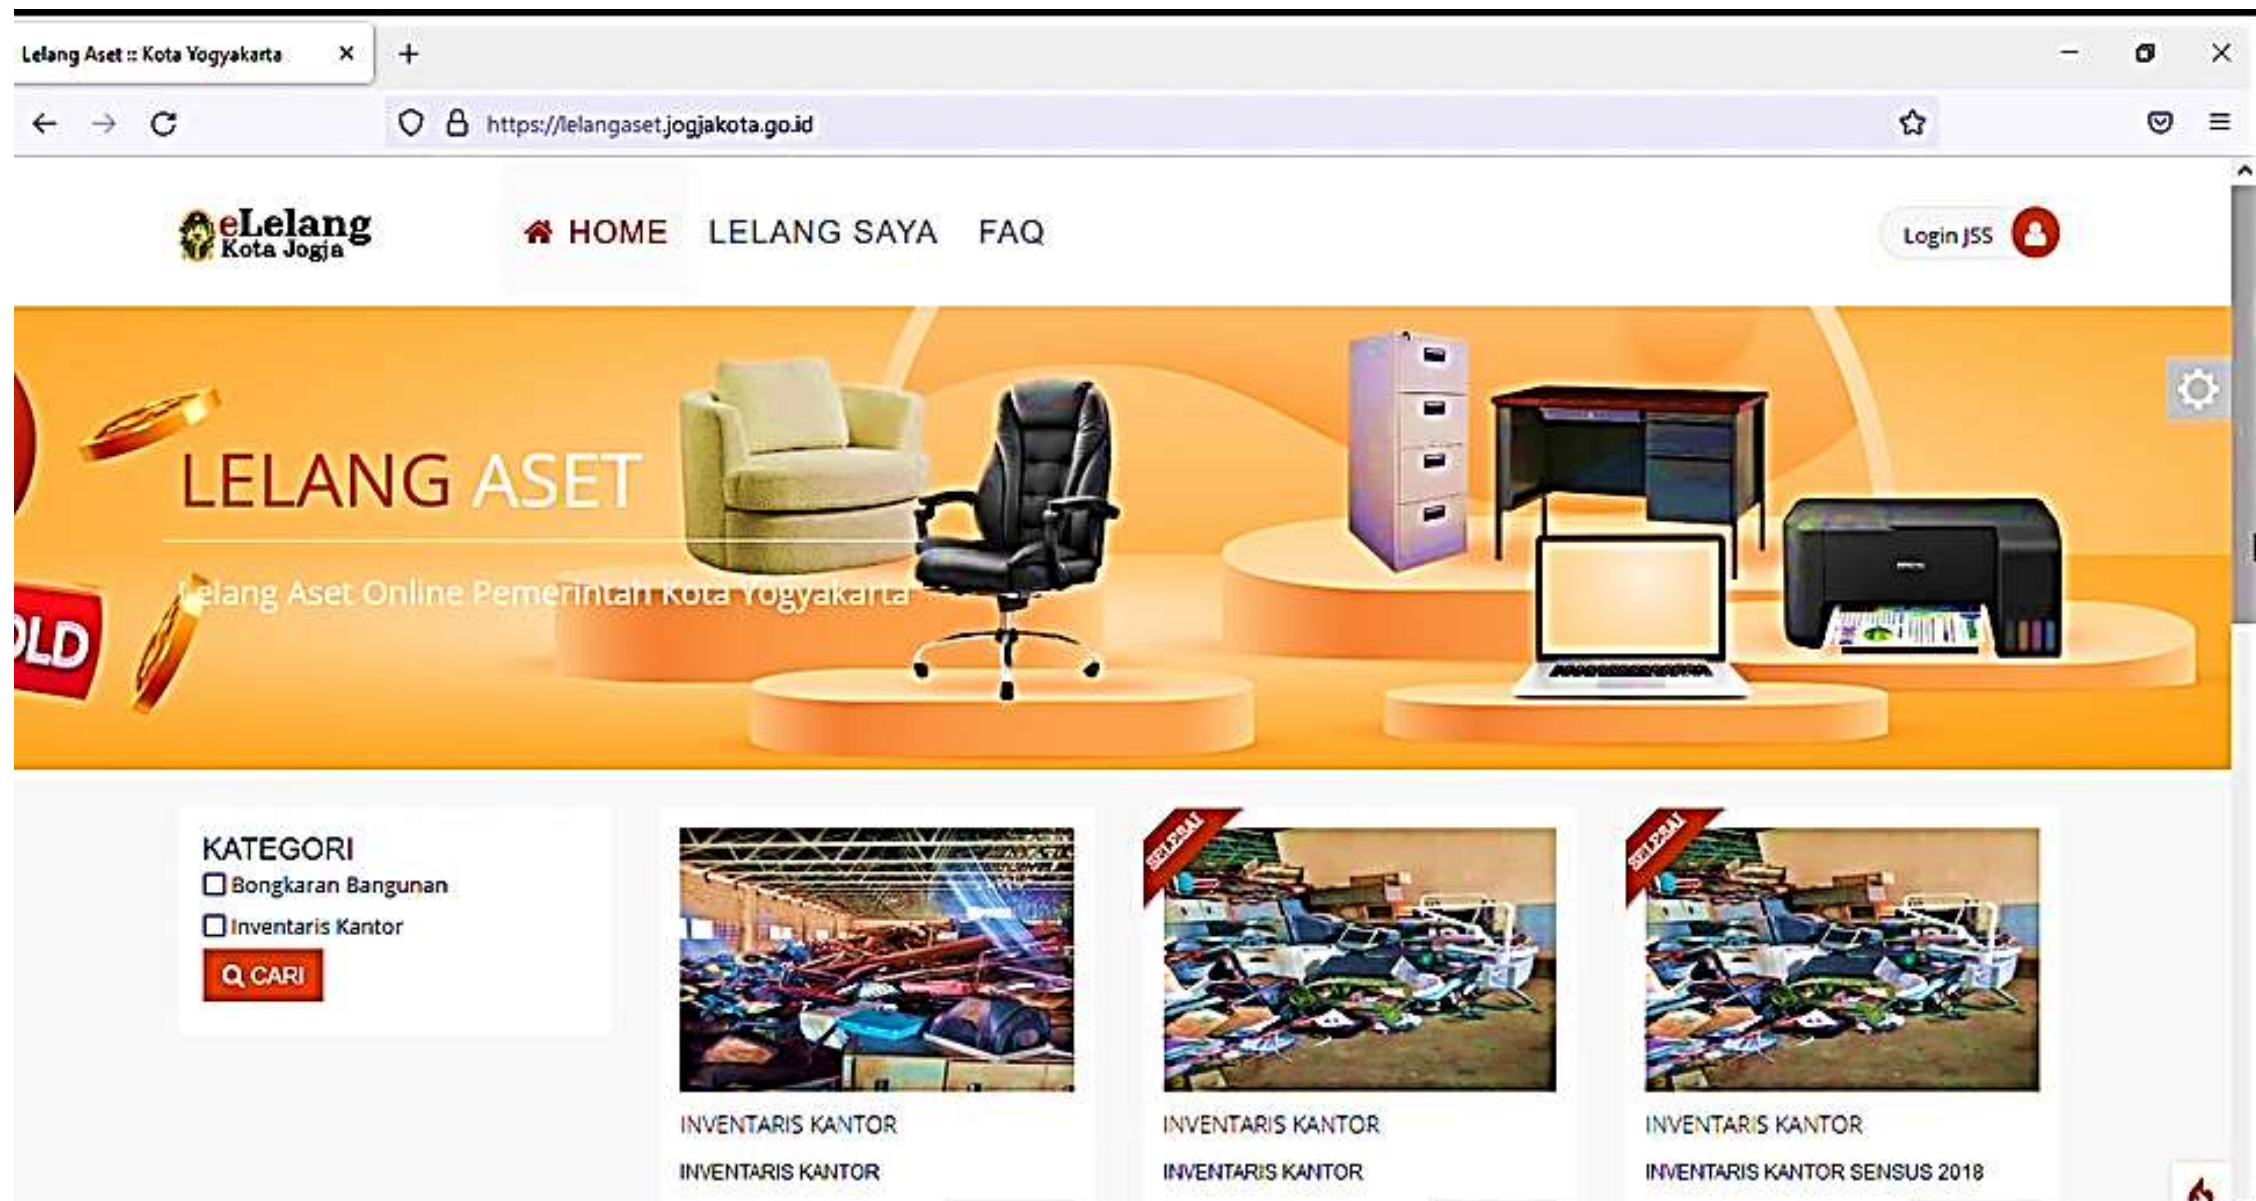 Lelang Aset :: Kota Yogyakarta
https://lelangaset.jogjakota.go.id
eLelang
Kota Jogja
HOME LELANG SAYA FAQ
Login JSS
LELANG ASET
Lelang Aset Online Pemerintah Kota Yogyakarta
OLD
KATEGORI
Bongkaran Bangunan
Inventaris Kantor
CARI
SELESAI
SELESAI
INVENTARIS KANTOR
INVENTARIS KANTOR
INVENTARIS KANTOR
INVENTARIS KANTOR
INVENTARIS KANTOR
INVENTARIS KANTOR SENSUS 2018